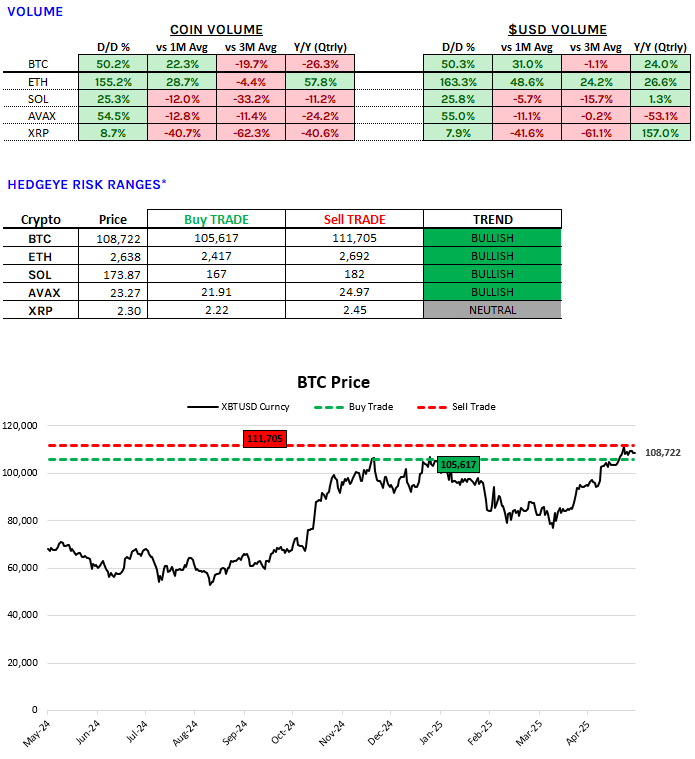 VOLUME
COIN VOLUME $USD VOLUME
D/D % vs 1M Avg vs 3M Avg Y/Y (Qtrly) D/D % vs 1M Avg vs 3M Avg Y/Y (Qtrly)
BTC 50.2% 22.3% -19.7% -26.3% 50.3% 31.0% -1.1% 24.0%
ETH 155.2% 28.7% -4.4% 57.8% 163.3% 48.6% 24.2% 26.6%
SOL 25.3% -12.0% -33.2% -11.2% 25.8% -5.7% -15.7% 1.3%
AVAX 54.5% -12.8% -11.4% -24.2% 55.0% -11.1% -0.2% -53.1%
XRP 8.7% -40.7% -62.3% -40.6% 7.9% -41.6% -61.1% 157.0%
HEDGEYE RISK RANGES*
Crypto Price Buy TRADE Sell TRADE TREND
BTC 108,722 105,617 111,705 BULLISH
ETH 2,638 2,417 2,692 BULLISH
SOL 173.87 167 182 BULLISH
AVAX 23.27 21.91 24.97 BULLISH
XRP 2.30 2.22 2.45 NEUTRAL
BTC Price
XBTUSD Curncy Buy Trade Sell Trade
120,000
111,705
108,722
105,617
100,000
80,000
60,000
40,000
20,000
0
May-24 Jun-24 Jul-24 Aug-24 Sep-24 Oct-24 Nov-24 Dec-24 Jan-25 Feb-25 Mar-25 Apr-25